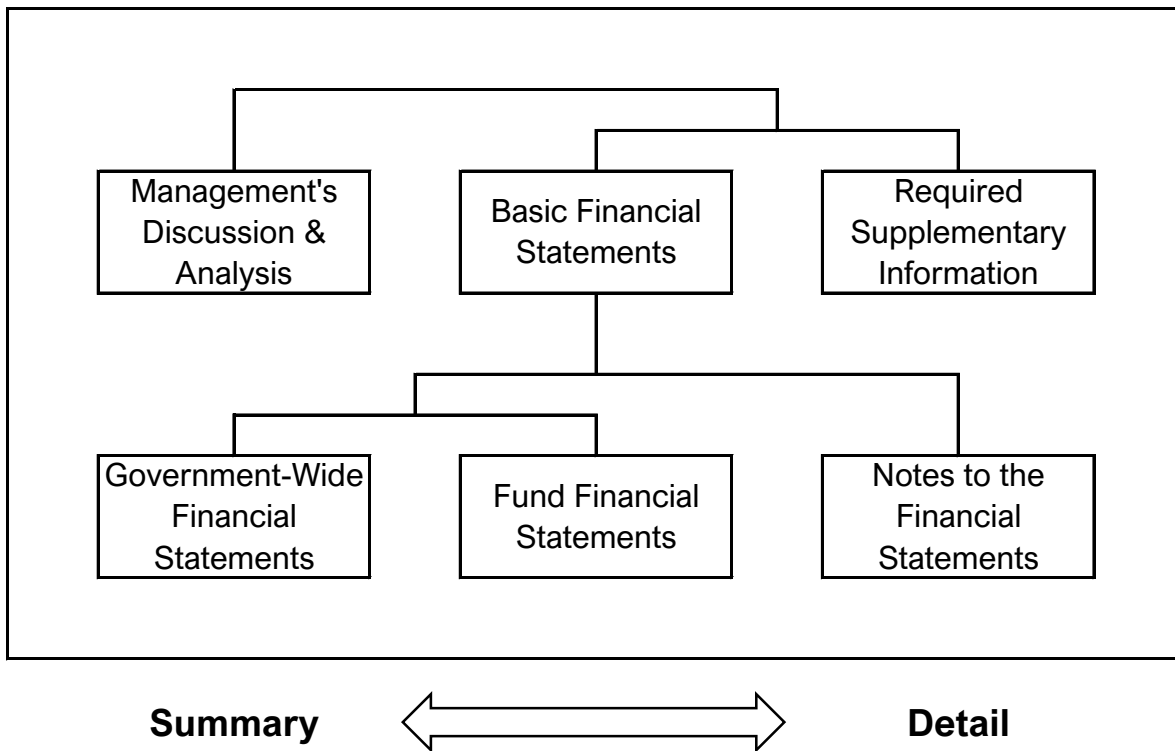 Management's
Discussion &
Analysis
Basic Financial
Statements
Required
Supplementary
Information
Government-Wide
Financial
Statements
Fund Financial
Statements
Notes to the
Financial
Statements
Summary
Detail